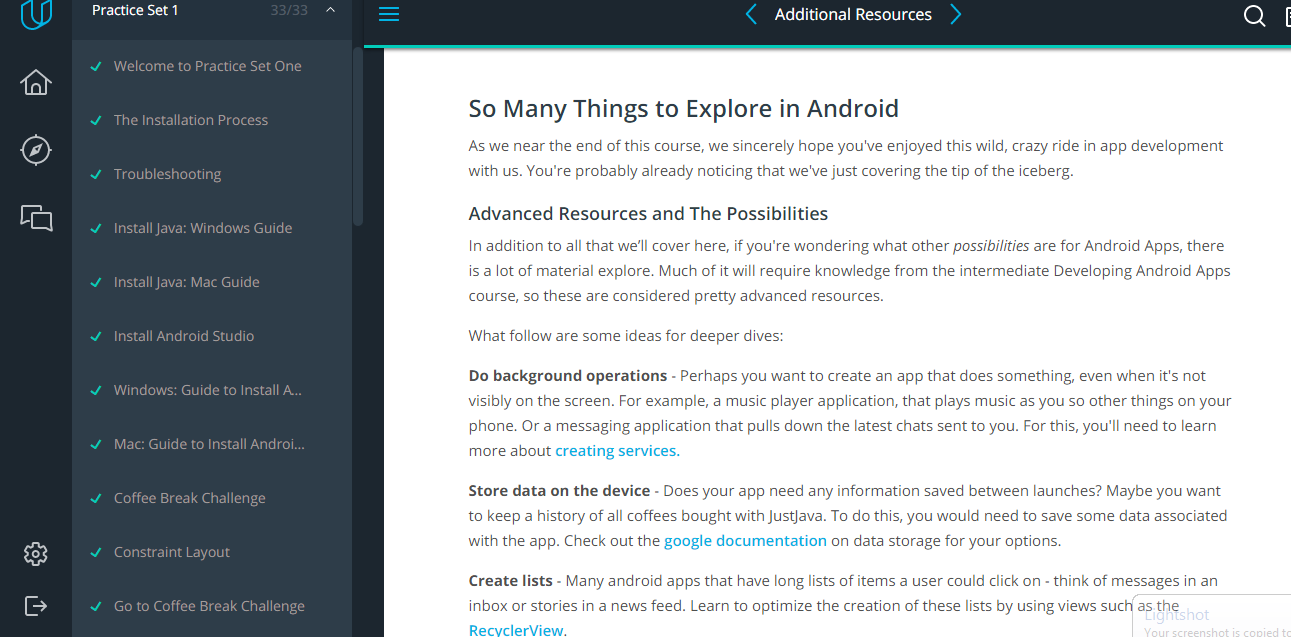 Practice Set 1
33/33
Additional Resources
Welcome to Practice Set One
The Installation Process
Troubleshooting
Install Java: Windows Guide
Install Java: Mac Guide
Install Android Studio
Windows: Guide to Install A...
Mac: Guide to Install Androi...
Coffee Break Challenge
Constraint Layout
Go to Coffee Break Challenge
So Many Things to Explore in Android
As we near the end of this course, we sincerely hope you've enjoyed this wild, crazy ride in app development
with us. You're probably already noticing that we've just covering the tip of the iceberg.
Advanced Resources and The Possibilities
In addition to all that we’ll cover here, if you're wondering what other possibilities are for Android Apps, there
is a lot of material explore. Much of it will require knowledge from the intermediate Developing Android Apps
course, so these are considered pretty advanced resources.
What follow are some ideas for deeper dives:
Do background operations - Perhaps you want to create an app that does something, even when it's not
visibly on the screen. For example, a music player application, that plays music as you so other things on your
phone. Or a messaging application that pulls down the latest chats sent to you. For this, you'll need to learn
more about creating services.
Store data on the device - Does your app need any information saved between launches? Maybe you want
to keep a history of all coffees bought with JustJava. To do this, you would need to save some data associated
with the app. Check out the google documentation on data storage for your options.
Create lists - Many android apps that have long lists of items a user could click on - think of messages in an
inbox or stories in a news feed. Learn to optimize the creation of these lists by using views such as the
RecyclerView.
Lightshot
Your screenshot is copied to